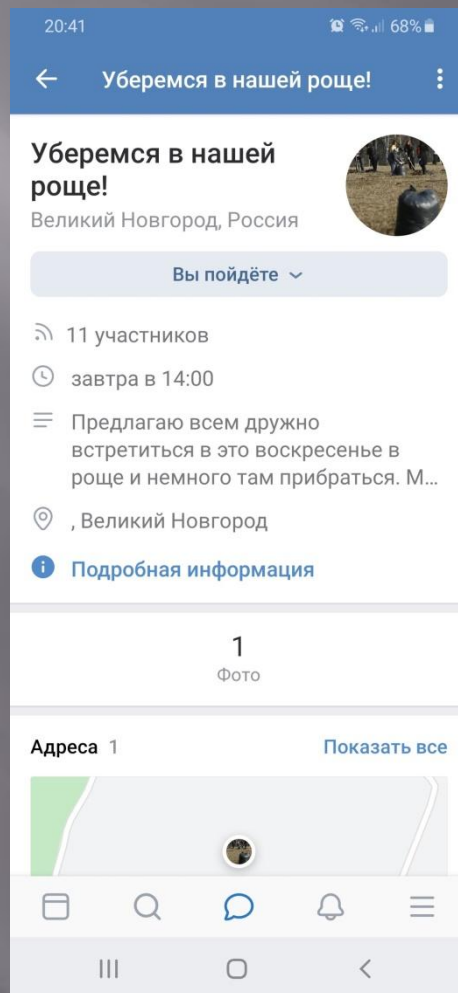 20:41
68%
Уберемся в нашей роще!
Уберемся в нашей
роще!
Великий Новгород, Россия
Вы пойдёте
11 участников
завтра в 14:00
Предлагаю всем дружно
встретиться в это воскресенье в
роще и немного там прибраться. М...
, Великий Новгород
Подробная информация
1
Фото
Адреса 1
Показать все